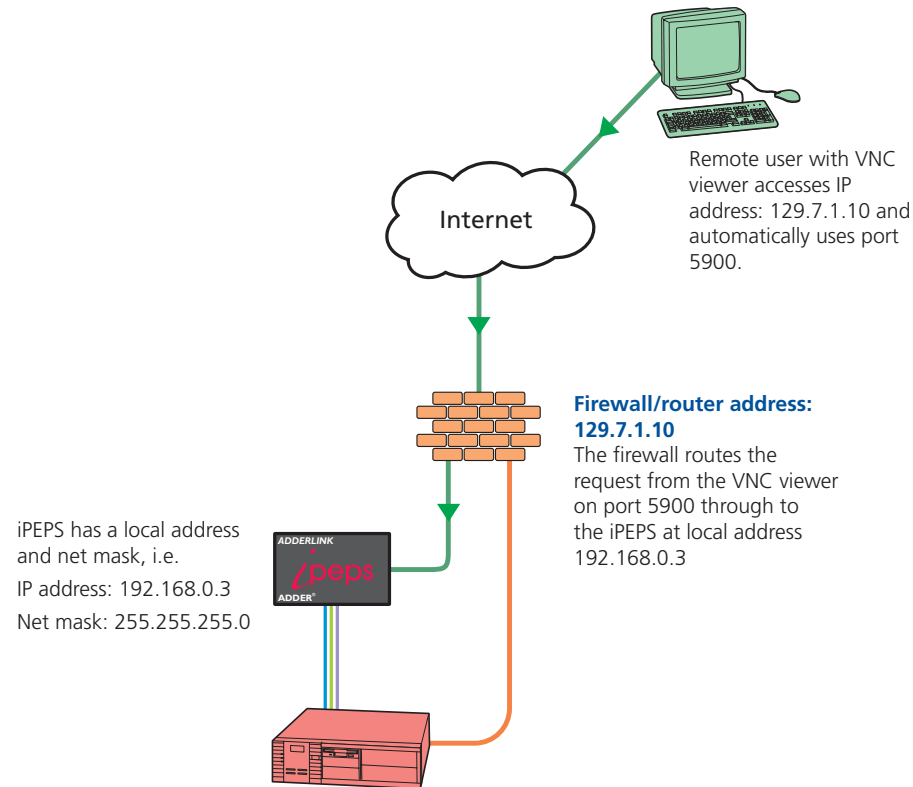 Remote user with VNC
viewer accesses IP
address: 129.7.1.10 and
automatically uses port
5900.
Internet
Firewall/router address:
129.7.1.10
The firewall routes the
request from the VNC viewer
on port 5900 through to
the iPEPS at local address
192.168.0.3
iPEPS has a local address
and net mask, i.e.
IP address: 192.168.0.3
Net mask: 255.255.255.0
ADDERLINK
ipeps
ADDER®